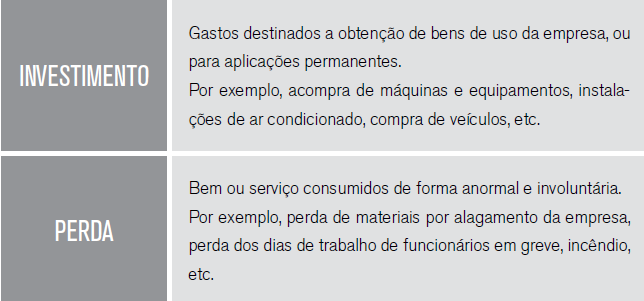 INVESTIMENTO
Gastos destinados a obtenção de bens de uso da empresa, ou
para aplicações permanentes.
Por exemplo, acompra de máquinas e equipamentos, instala-
ções de ar condicionado, compra de veículos, etc.
PERDA
Bem ou serviço consumidos de forma anormal e involuntária.
Por exemplo, perda de materiais por alagamento da empresa,
perda dos dias de trabalho de funcionários em greve, incêndio,
etc.